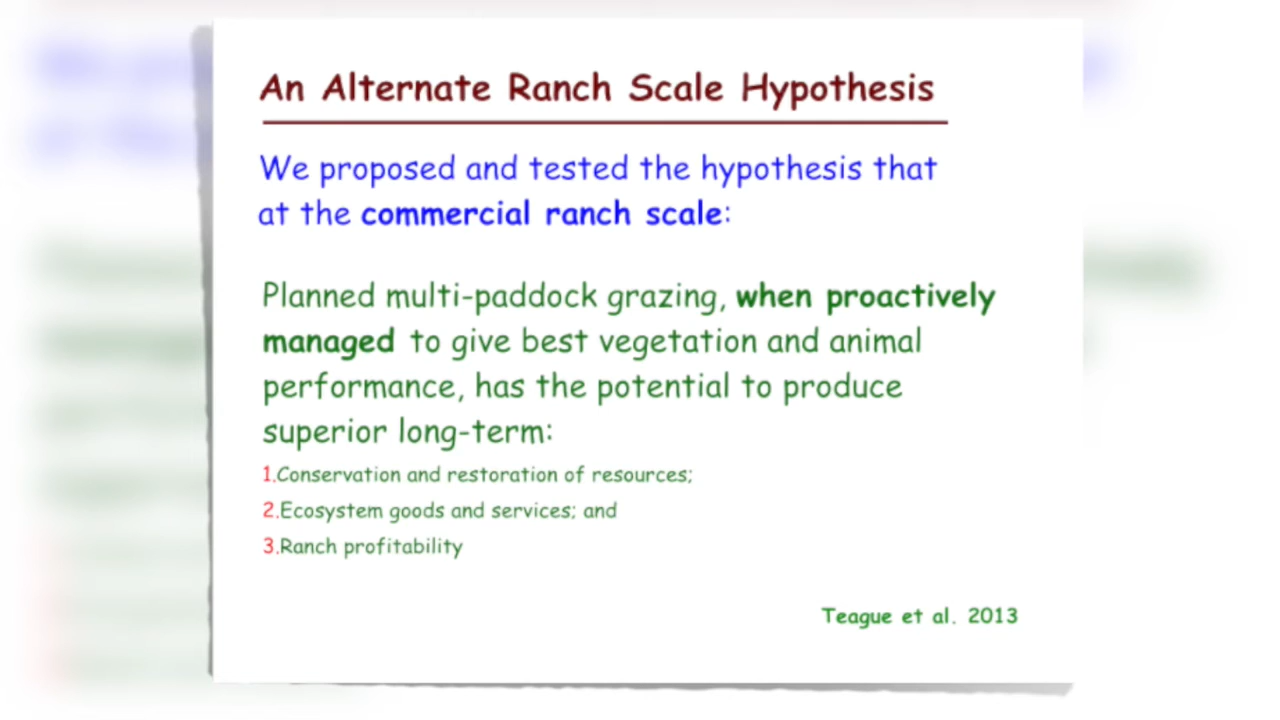 An Alternate Ranch Scale Hypothesis
We proposed and tested the hypothesis that
at the commercial ranch scale:
Planned multi-paddock grazing, when proactively
managed to give best vegetation and animal
performance, has the potential to produce
superior long-term:
1.Conservation and restoration of resources;
2.Ecosystem goods and services; and
3.Ranch profitability
Teague et al. 2013